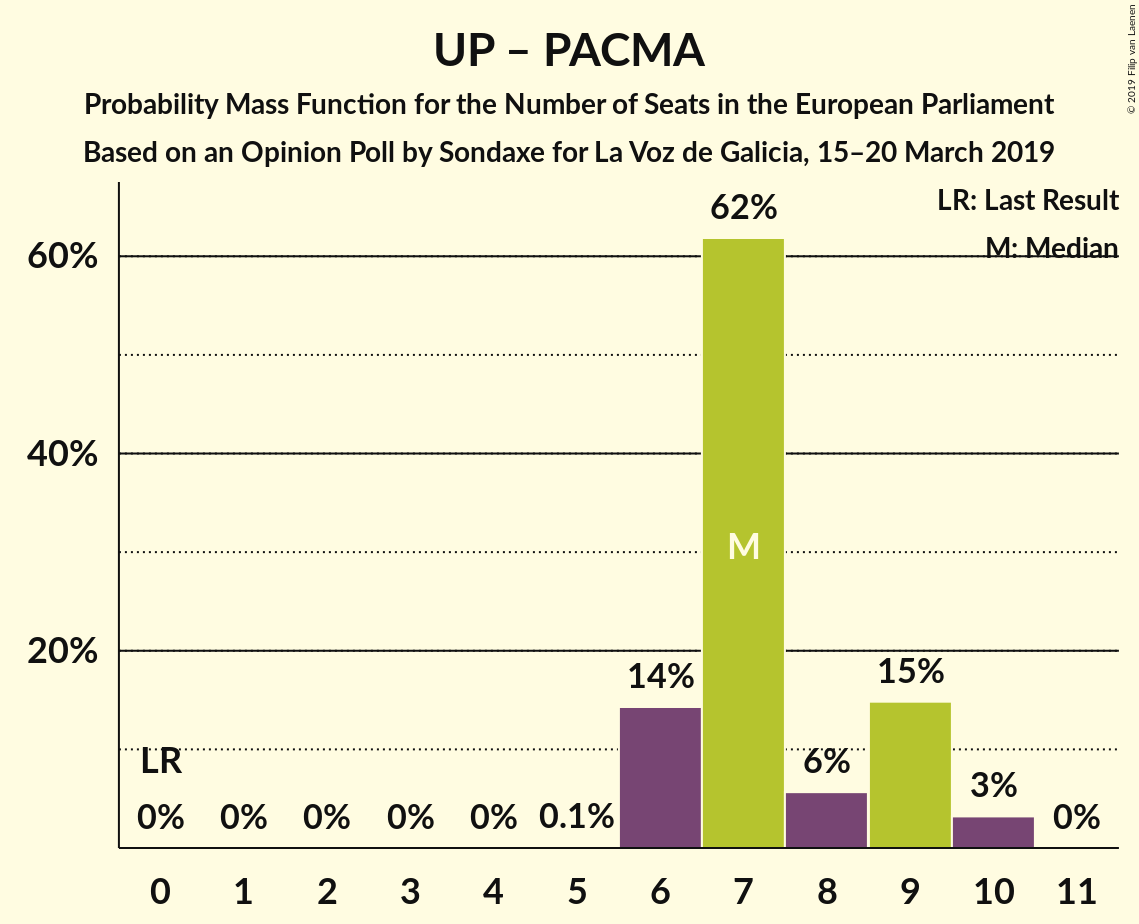 UP – PACMA
Probability Mass Function for the Number of Seats in the European Parliament
Based on an Opinion Poll by Sondaxe for La Voz de Galicia, 15–20 March 2019
© 2019 Filip van Laenen
LR: Last Result
M: Median
62%
60%
40%
M
20%
14%
15%
LR
6%
3%
0% 0% 0% 0% 0% 0.1% 0%
0 1 2 3 4 5 6 7 8 9 10 11